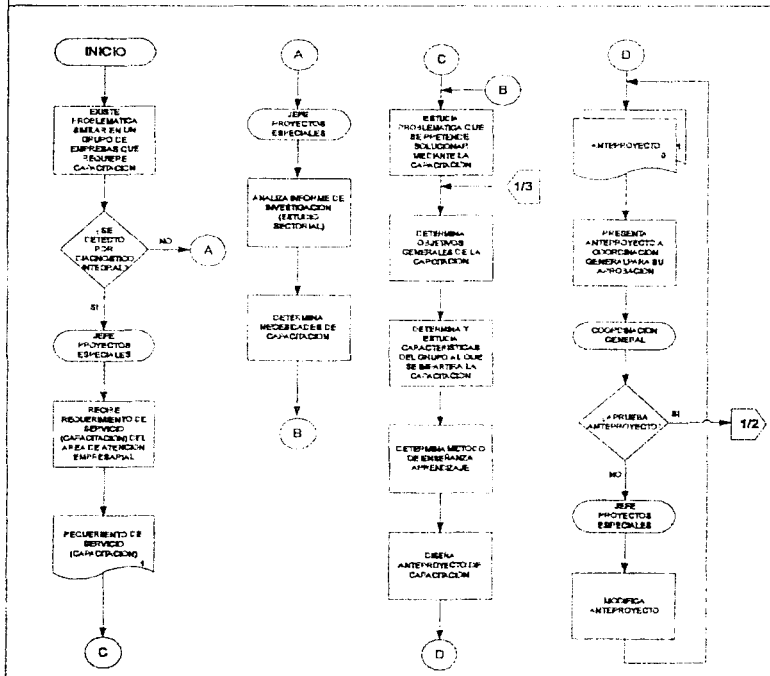 INICIO
EXISTE
PROBLEMATICA
SIMILAR EN UN
GRUPO DE
EMPRESAS QUE
REQUIERE
CAPACITACION
¿SE
DETECTO
POR
DIAGNOSTICO
INTEGRAL?
NO
A
SI
JEFE
PROYECTOS
ESPECIALES
RECIBE
REQUERIMIENTO DE
SERVICIO
(CAPACITACION) DEL
AREA DE ATENCION
EMPRESARIAL
REQUERIMIENTO DE
SERVICIO
(CAPACITACION)
1
C
A
JEFE
PROYECTOS
ESPECIALES
ANALIZA INFORME DE
INVESTIGACION
(ESTUDIO
SECTORIAL)
DETERMINA
NECESIDADES DE
CAPACITACION
B
C
B
ESTUDIA
PROBLEMATICA QUE
SE PRETENDE
SOLUCIONAR
MEDIANTE LA
CAPACITACION
1/3
DETERMINA
OBJETIVOS
GENERALES DE LA
CAPCITACION
DETERMINA Y
ESTUDIA
CARACTERISTICAS
DEL GRUPO AL QUE
SE IMPARTIRA LA
CAPACITACION
DETERMINA METODO
DE ENSEÑANZA
APRENDIZAJE
DISEÑA
ANTEPROYECTO DE
CAPACITACION
D
D
ANTEPROYECTO
PRESENTA
ANTEPROYECTO A
COORDINACION
GENERAL PARA SU
APROBACION
COORDINACION
GENERAL
¿APRUEBA
ANTEPROYECTO?
SI
1/2
NO
JEFE
PROYECTOS
ESPECIALES
MODIFICA
ANTEPROYECTO